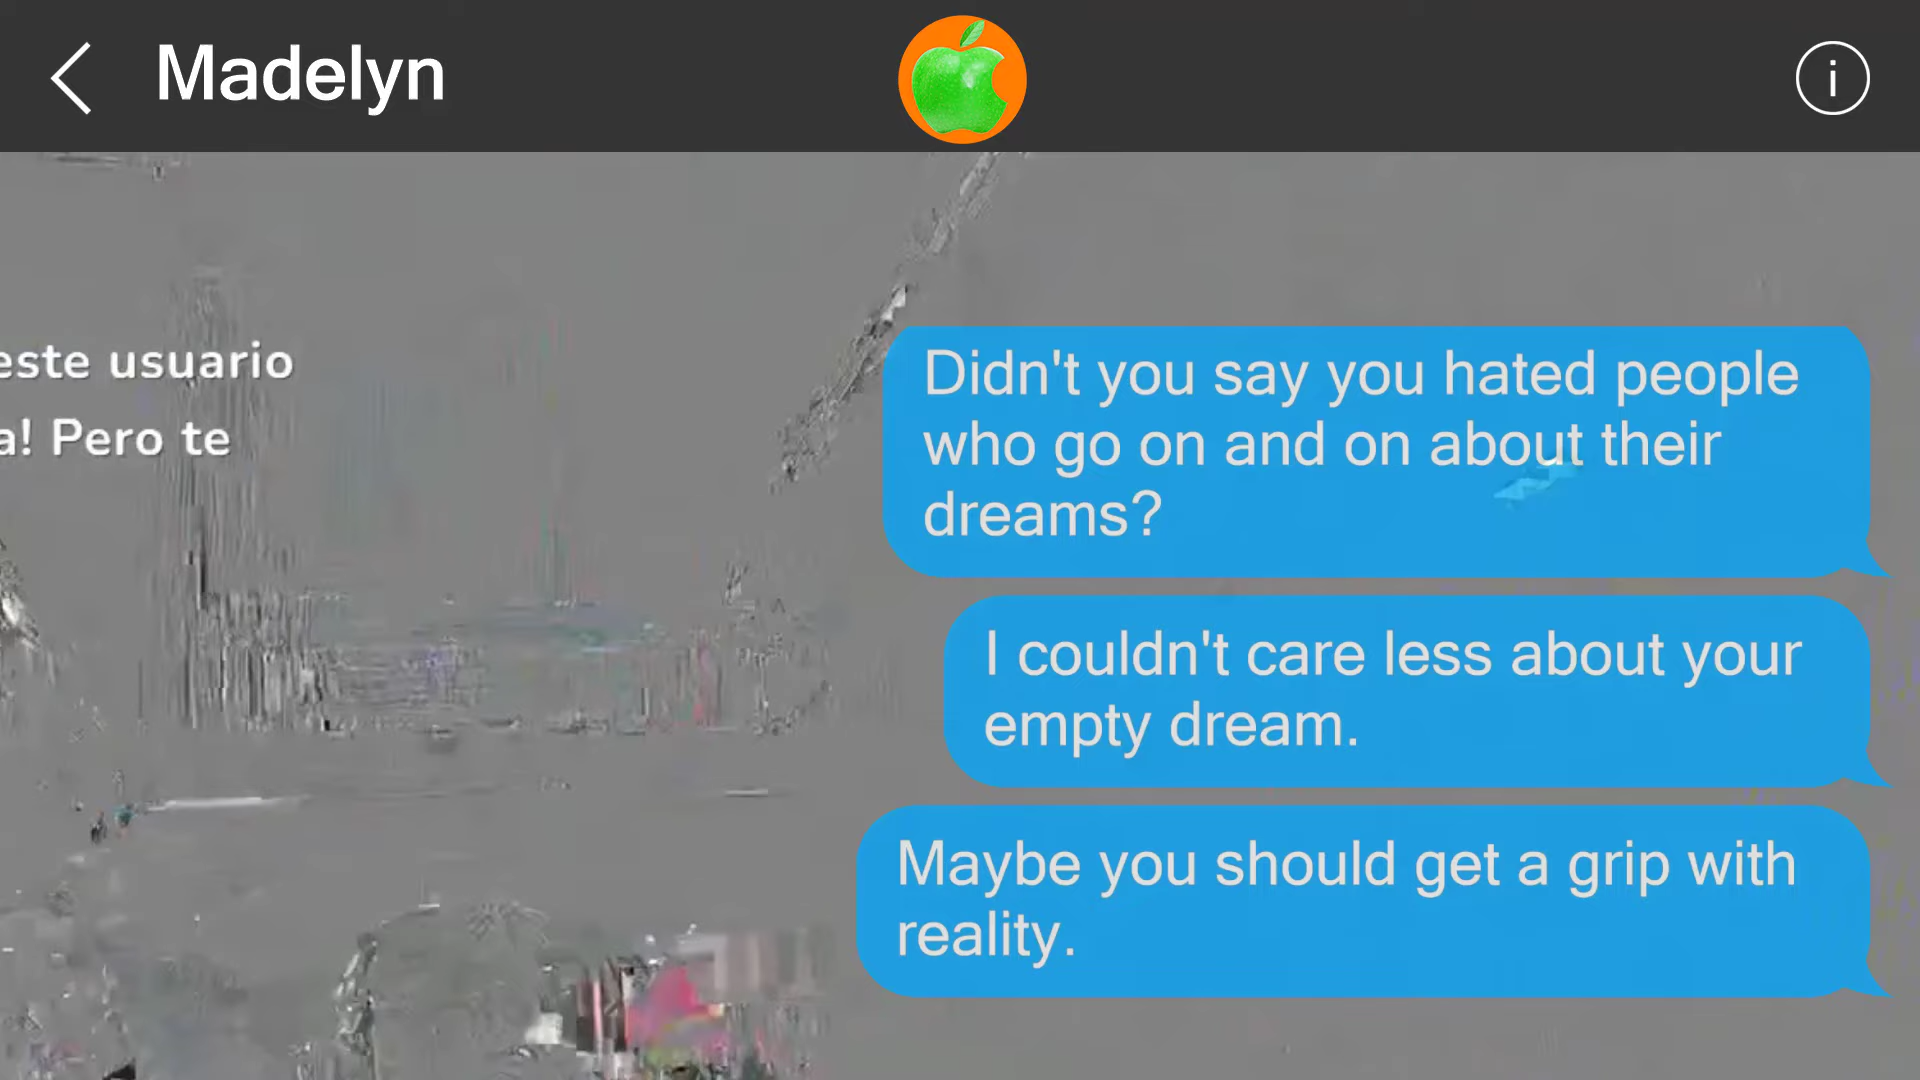 Madelyn
este usuario
a! Pero te
Didn't you say you hated people
who go on and on about their
dreams?
I couldn't care less about your
empty dream.
Maybe you should get a grip with
reality.